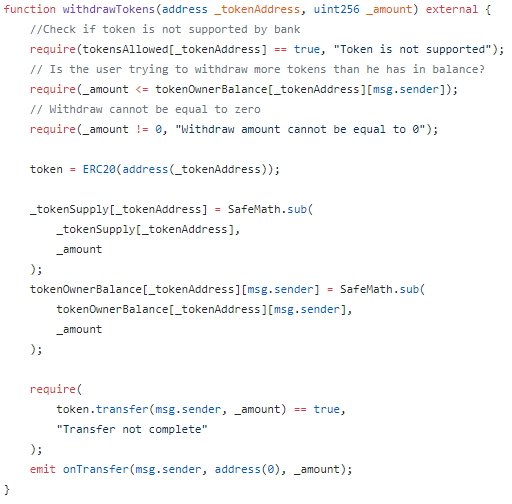 function withdrawTokens(address _tokenAddress, uint256 _amount) external {
//Check if token is not supported by bank
require(tokensAllowed[_tokenAddress] == true, "Token is not supported");
// Is the user trying to withdraw more tokens than he has in balance?
require(_amount <= tokenOwnerBalance[_tokenAddress][msg.sender]);
// Withdraw cannot be equal to zero
require(_amount != 0, "Withdraw amount cannot be equal to 0");
token = ERC20(address(_tokenAddress));
_tokenSupply[_tokenAddress] = SafeMath.sub(
_tokenSupply[_tokenAddress],
_amount
);
tokenOwnerBalance[_tokenAddress][msg.sender] = SafeMath.sub(
tokenOwnerBalance[_tokenAddress][msg.sender],
_amount
);
require(
token.transfer(msg.sender, _amount) == true,
"Transfer not complete"
);
emit onTransfer(msg.sender, address(0), _amount);
}